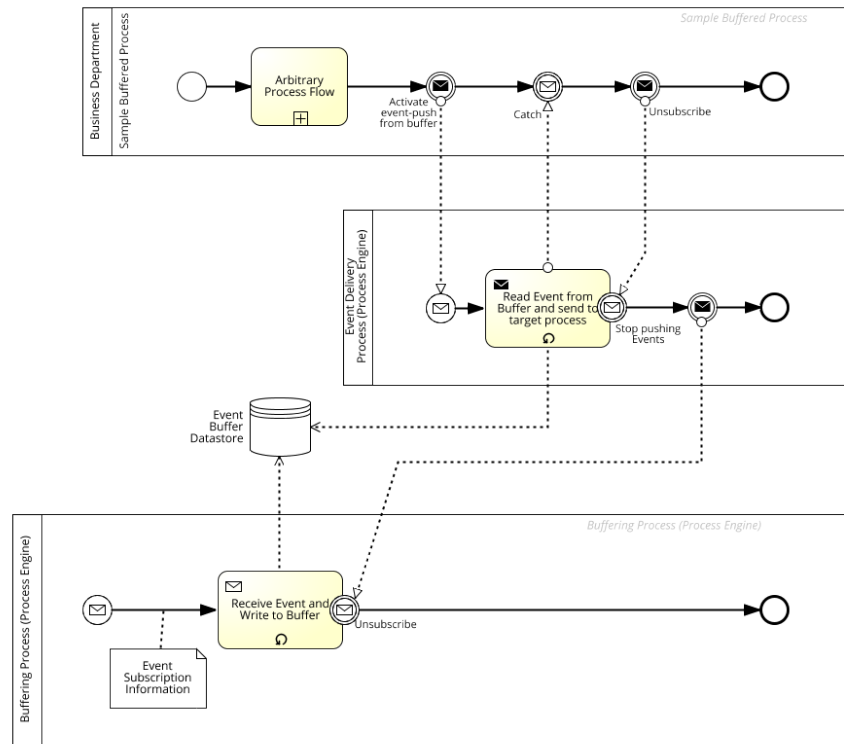 Sample Buffered Process
Business Department
Sample Buffered Process
Arbitrary
Process Flow
Activate
event-push
from buffer
Catch
Unsubscribe
Event Delivery
Process (Process Engine)
Read Event from
Buffer and send to
target process
Stop pushing
Events
Event
Buffer
Datastore
Buffering Process (Process Engine)
Buffering Process (Process Engine)
Receive Event and
Write to Buffer
Unsubscribe
Event
Subscription
Information